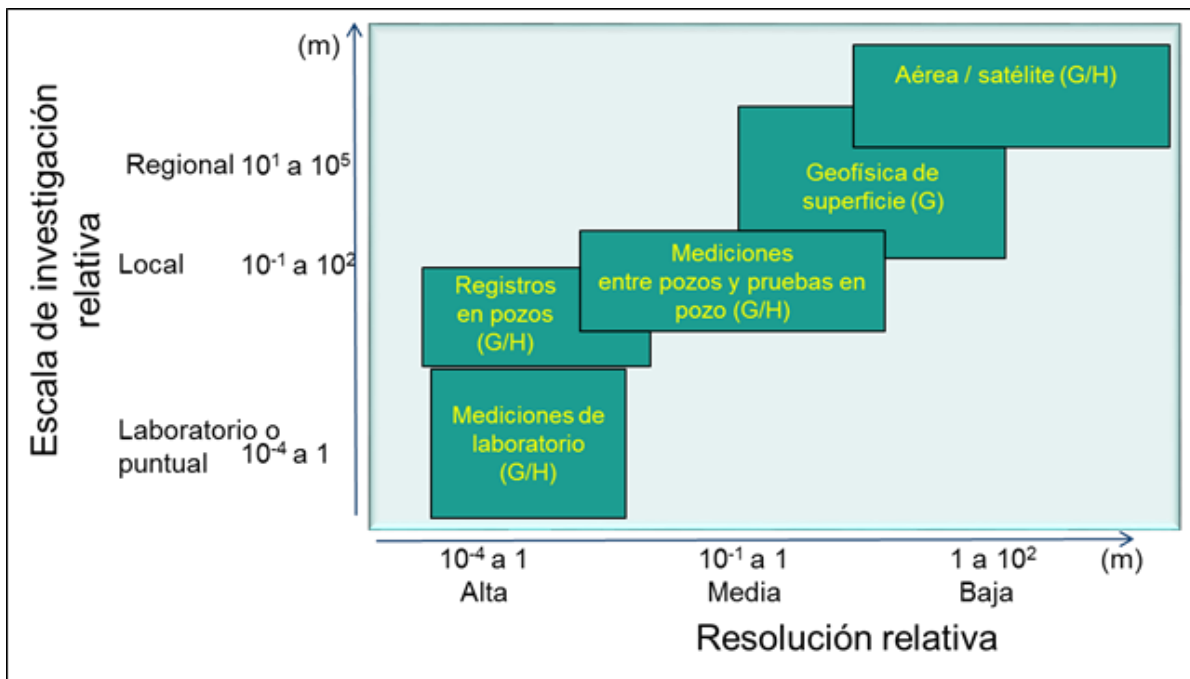 (m)
Escala de investigación
relativa
Aérea / satélite (G/H)
Regional 10¹ a 10⁵
Geofísica de
superficie (G)
Local 10⁻¹ a 10²
Mediciones
entre pozos y pruebas en
pozo (G/H)
Registros
en pozos
(G/H)
Laboratorio o
puntual 10⁻⁴ a 1
Mediciones de
laboratorio
(G/H)
10⁻⁴ a 1 10⁻¹ a 1 1 a 10² (m)
Alta Media Baja
Resolución relativa